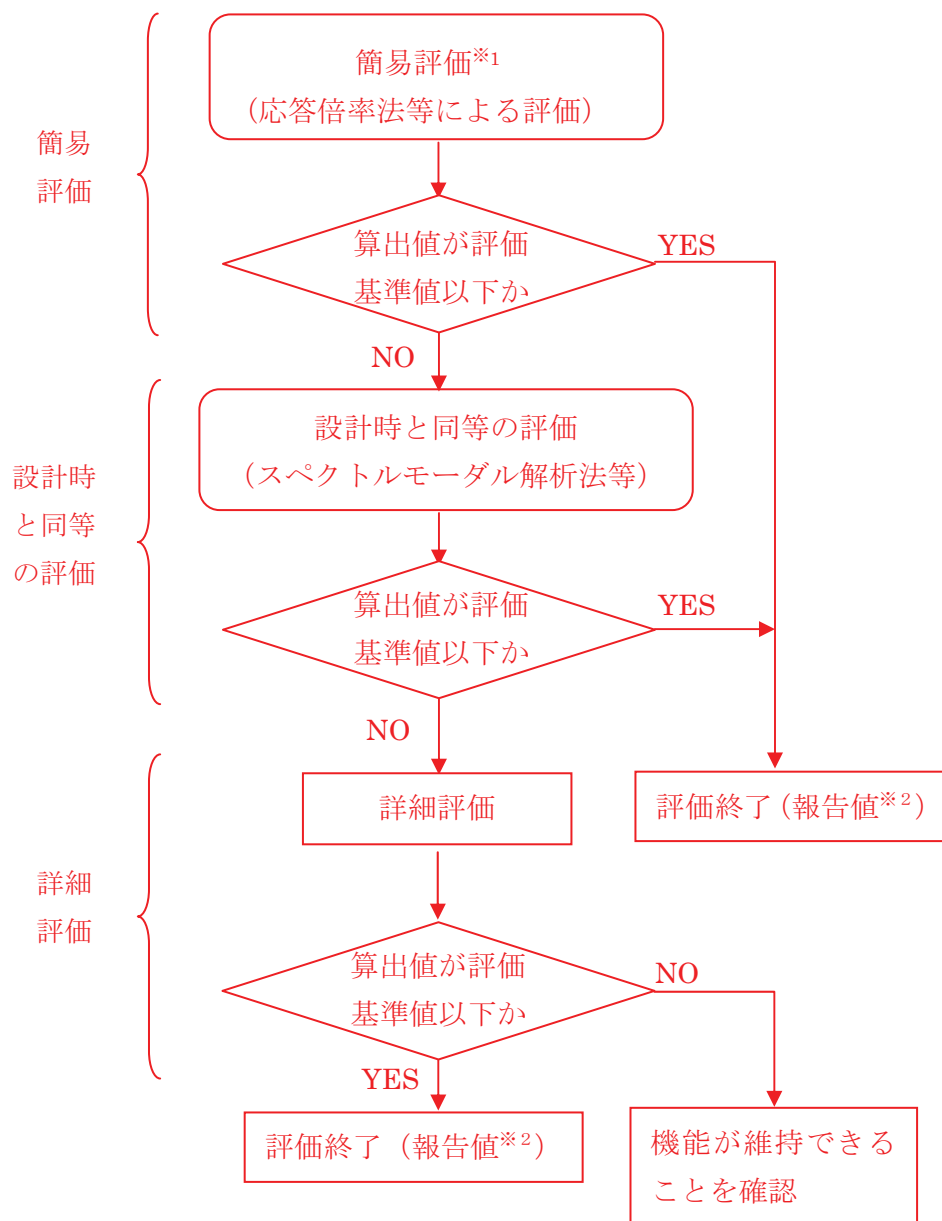 簡易評価※1
（応答倍率法等による評価）
簡易
評価
算出値が評価
基準値以下か
YES
NO
設計時と同等の評価
（スペクトルモーダル解析法等）
設計時
と同等
の評価
算出値が評価
基準値以下か
YES
NO
詳細評価
評価終了（報告値※2）
詳細
評価
算出値が評価
基準値以下か
NO
YES
評価終了（報告値※2）
機能が維持できる
ことを確認